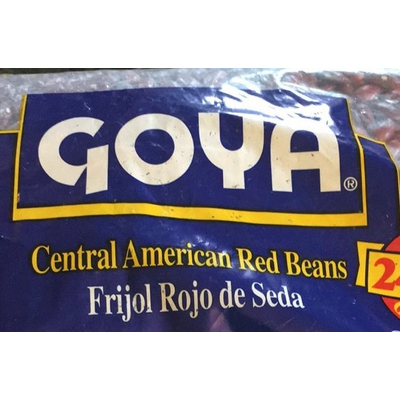 GOYA®
Central American Red Beans
Frijol Rojo de Seda